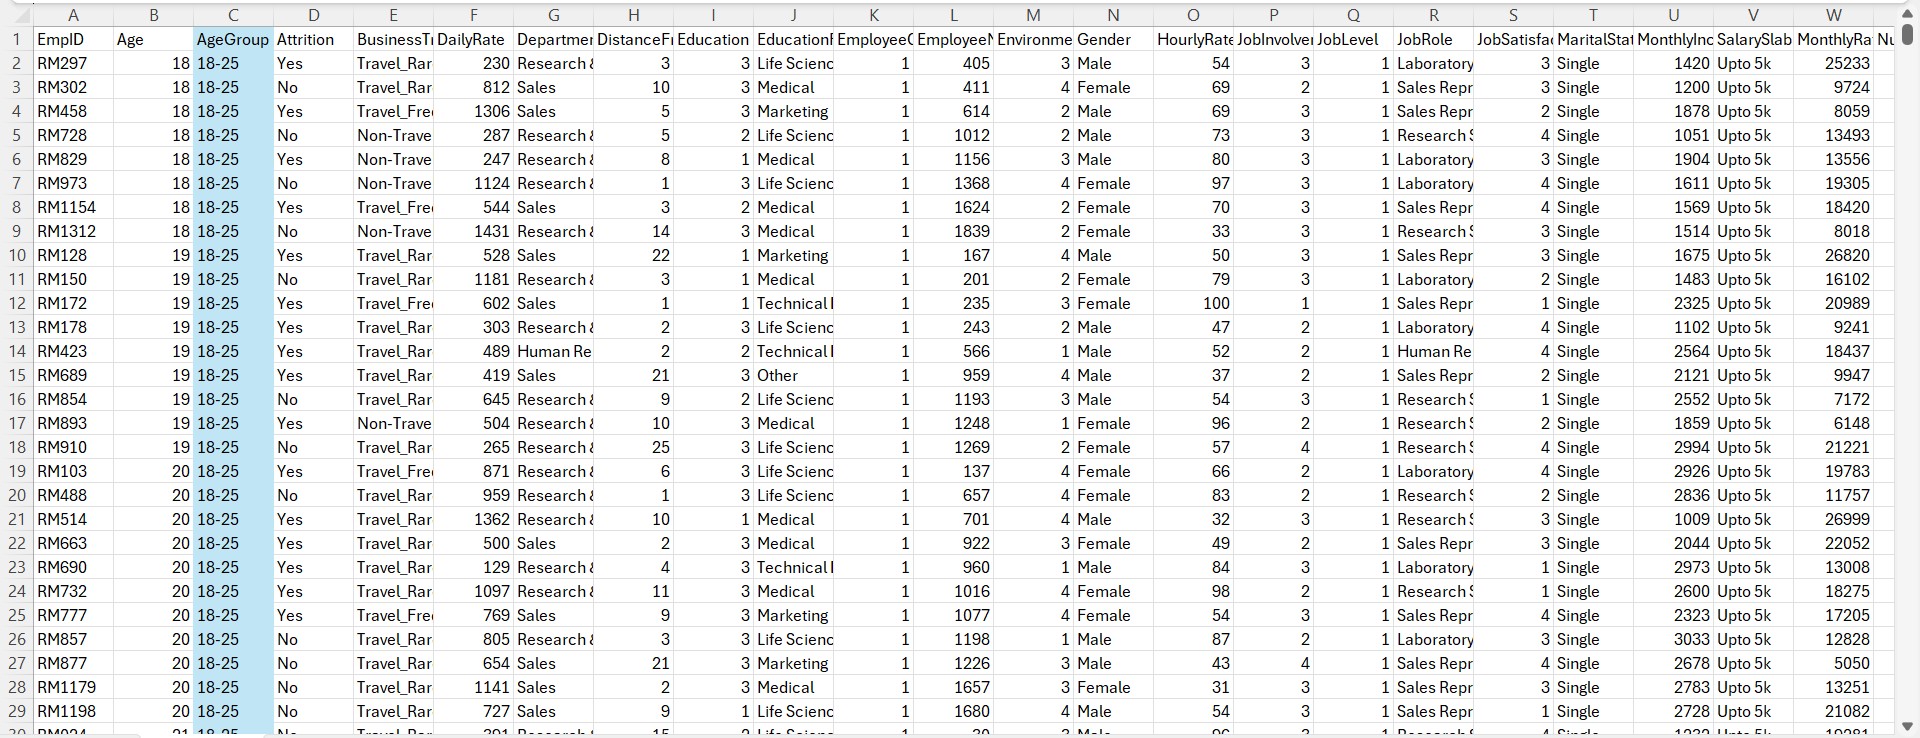 A B C D E F G H I J K L M N O P Q R S T U V W
1 EmpID Age AgeGroup Attrition BusinessTr DailyRate Departmen DistanceFr Education EducationF EmployeeC EmployeeN Environme Gender HourlyRate JobInvolver JobLevel JobRole JobSatisfac MaritalStat MonthlyInc SalarySlab MonthlyRa Nu
2 RM297 18 18-25 Yes Travel_Rar 230 Research & 3 3 Life Scienc 1 405 3 Male 54 3 1 Laboratory 3 Single 1420 Upto 5k 25233
3 RM302 18 18-25 No Travel_Rar 812 Sales 10 3 Medical 1 411 4 Female 69 2 1 Sales Repr 3 Single 1200 Upto 5k 9724
4 RM458 18 18-25 Yes Travel_Fre 1306 Sales 5 3 Marketing 1 614 2 Male 69 3 1 Sales Repr 2 Single 1878 Upto 5k 8059
5 RM728 18 18-25 No Non-Trave 287 Research & 5 2 Life Scienc 1 1012 2 Male 73 3 1 Research S 4 Single 1051 Upto 5k 13493
6 RM829 18 18-25 Yes Non-Trave 247 Research & 8 1 Medical 1 1156 3 Male 80 3 1 Laboratory 3 Single 1904 Upto 5k 13556
7 RM973 18 18-25 No Non-Trave 1124 Research & 1 3 Life Scienc 1 1368 4 Female 97 3 1 Laboratory 4 Single 1611 Upto 5k 19305
8 RM1154 18 18-25 Yes Travel_Fre 544 Sales 3 2 Medical 1 1624 2 Female 70 3 1 Sales Repr 4 Single 1569 Upto 5k 18420
9 RM1312 18 18-25 No Non-Trave 1431 Research & 14 3 Medical 1 1839 2 Female 33 3 1 Research S 3 Single 1514 Upto 5k 8018
10 RM128 19 18-25 Yes Travel_Rar 528 Sales 22 1 Marketing 1 167 4 Male 50 3 1 Sales Repr 3 Single 1675 Upto 5k 26820
11 RM150 19 18-25 No Travel_Rar 1181 Research & 3 1 Medical 1 201 2 Female 79 3 1 Laboratory 2 Single 1483 Upto 5k 16102
12 RM172 19 18-25 Yes Travel_Fre 602 Sales 1 1 Technical 1 235 3 Female 100 1 1 Sales Repr 1 Single 2325 Upto 5k 20989
13 RM178 19 18-25 Yes Travel_Rar 303 Research & 2 3 Life Scienc 1 243 2 Male 47 2 1 Laboratory 4 Single 1102 Upto 5k 9241
14 RM423 19 18-25 Yes Travel_Rar 489 Human Re 2 2 Technical 1 566 1 Male 52 2 1 Human Re 4 Single 2564 Upto 5k 18437
15 RM689 19 18-25 Yes Travel_Rar 419 Sales 21 3 Other 1 959 4 Male 37 2 1 Sales Repr 2 Single 2121 Upto 5k 9947
16 RM854 19 18-25 No Travel_Rar 645 Research & 9 2 Life Scienc 1 1193 3 Male 54 3 1 Research S 1 Single 2552 Upto 5k 7172
17 RM893 19 18-25 Yes Non-Trave 504 Research & 10 3 Medical 1 1248 1 Female 96 2 1 Research S 2 Single 1859 Upto 5k 6148
18 RM910 19 18-25 No Travel_Rar 265 Research & 25 3 Life Scienc 1 1269 2 Female 57 4 1 Research S 4 Single 2994 Upto 5k 21221
19 RM103 20 18-25 Yes Travel_Fre 871 Research & 6 3 Life Scienc 1 137 4 Female 66 2 1 Laboratory 4 Single 2926 Upto 5k 19783
20 RM488 20 18-25 No Travel_Rar 959 Research & 1 3 Life Scienc 1 657 4 Female 83 2 1 Research S 2 Single 2836 Upto 5k 11757
21 RM514 20 18-25 Yes Travel_Rar 1362 Research & 10 1 Medical 1 701 4 Male 32 3 1 Research S 3 Single 1009 Upto 5k 26999
22 RM663 20 18-25 Yes Travel_Rar 500 Sales 2 3 Medical 1 922 3 Female 49 2 1 Sales Repr 3 Single 2044 Upto 5k 22052
23 RM690 20 18-25 Yes Travel_Rar 129 Research & 4 3 Technical 1 960 1 Male 84 3 1 Laboratory 1 Single 2973 Upto 5k 13008
24 RM732 20 18-25 Yes Travel_Rar 1097 Research & 11 3 Medical 1 1016 4 Female 98 2 1 Research S 1 Single 2600 Upto 5k 18275
25 RM777 20 18-25 Yes Travel_Fre 769 Sales 9 3 Marketing 1 1077 4 Female 54 3 1 Sales Repr 4 Single 2323 Upto 5k 17205
26 RM857 20 18-25 No Travel_Rar 805 Research & 3 3 Life Scienc 1 1198 1 Male 87 2 1 Laboratory 3 Single 3033 Upto 5k 12828
27 RM877 20 18-25 No Travel_Rar 654 Sales 21 3 Marketing 1 1226 3 Male 43 4 1 Sales Repr 4 Single 2678 Upto 5k 5050
28 RM1179 20 18-25 No Travel_Rar 1141 Sales 2 3 Medical 1 1657 3 Female 31 3 1 Sales Repr 3 Single 2783 Upto 5k 13251
29 RM1198 20 18-25 No Travel_Rar 727 Sales 9 1 Life Scienc 1 1680 4 Male 54 3 1 Sales Repr 1 Single 2728 Upto 5k 21082